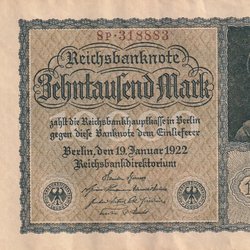 8P·318883
Reichsbanknote
Zehntausend Mark
zahlt die Reichsbankhauptkasse in Berlin
gegen diese Banknote dem Einlieferer
Berlin, den 19. Januar 1922
Reichsbankdirektorium